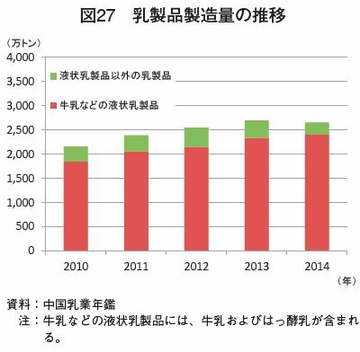 図27　乳製品製造量の推移
（万トン）
4,000
3,500
3,000
2,500
2,000
1,500
1,000
500
0
液状乳製品以外の乳製品
牛乳などの液状乳製品
2010 2011 2012 2013 2014
（年）
資料：中国乳業年鑑
注：牛乳などの液状乳製品には、牛乳およびはっ酵乳が含まれ
る。